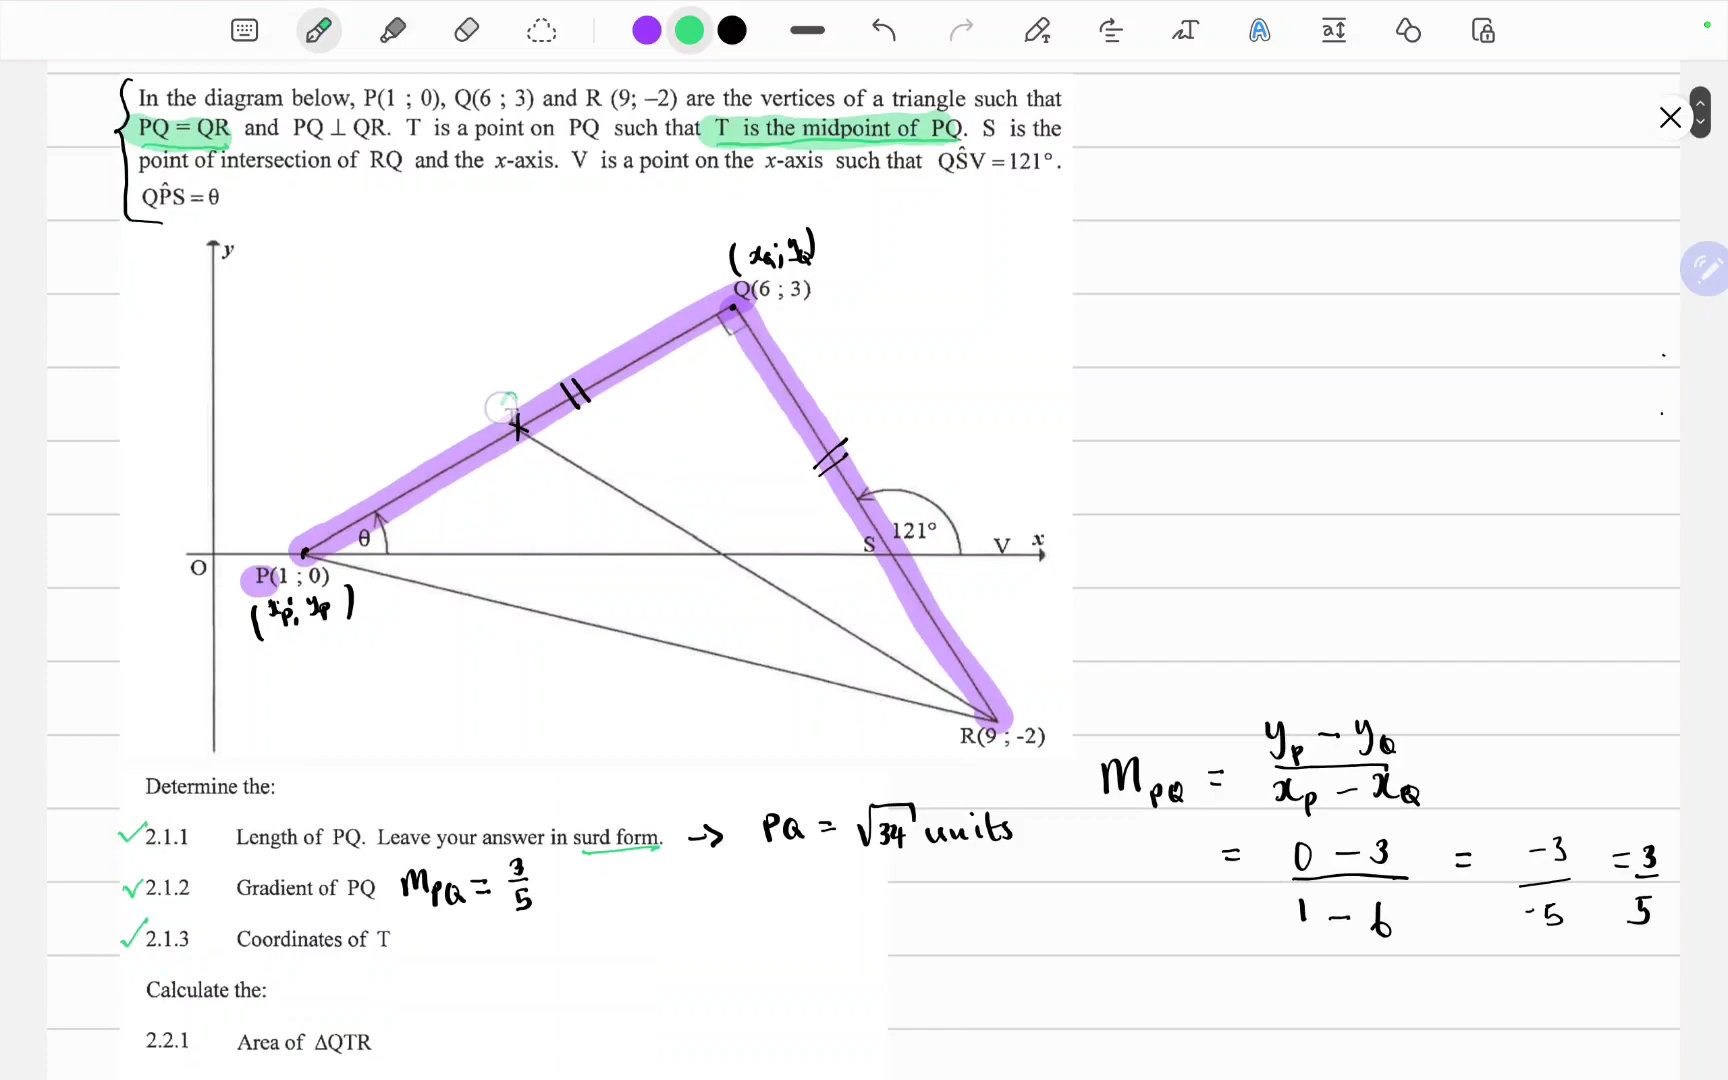 In the diagram below, P(1 ; 0), Q(6 ; 3) and R (9; –2) are the vertices of a triangle such that
PQ = QR and PQ ⊥ QR. T is a point on PQ such that T is the midpoint of PQ. S is the
point of intersection of RQ and the x-axis. V is a point on the x-axis such that QŜV = 121°.
QP̂S = θ
y
(x_Q ; y_Q)
Q(6 ; 3)
T
θ
121°
S
V
x
O
P(1 ; 0)
(x_P ; y_P)
R(9 ; -2)
Determine the:
2.1.1 Length of PQ. Leave your answer in surd form. → PQ = √34 units
2.1.2 Gradient of PQ m_PQ = 3/5
2.1.3 Coordinates of T
Calculate the:
2.2.1 Area of ΔQTR
m_PQ = (y_P − y_Q)/(x_P − x_Q)
= (0 − 3)/(1 − 6) = -3/-5 = 3/5